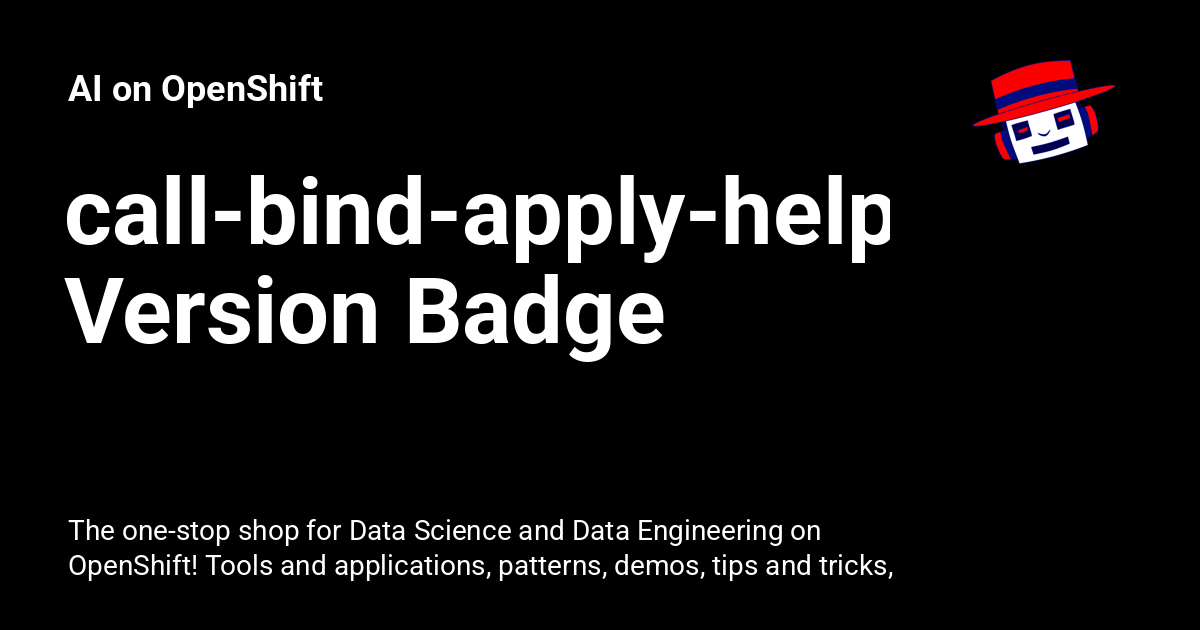 AI on OpenShift
call-bind-apply-help
Version Badge
The one-stop shop for Data Science and Data Engineering on
OpenShift! Tools and applications, patterns, demos, tips and tricks,